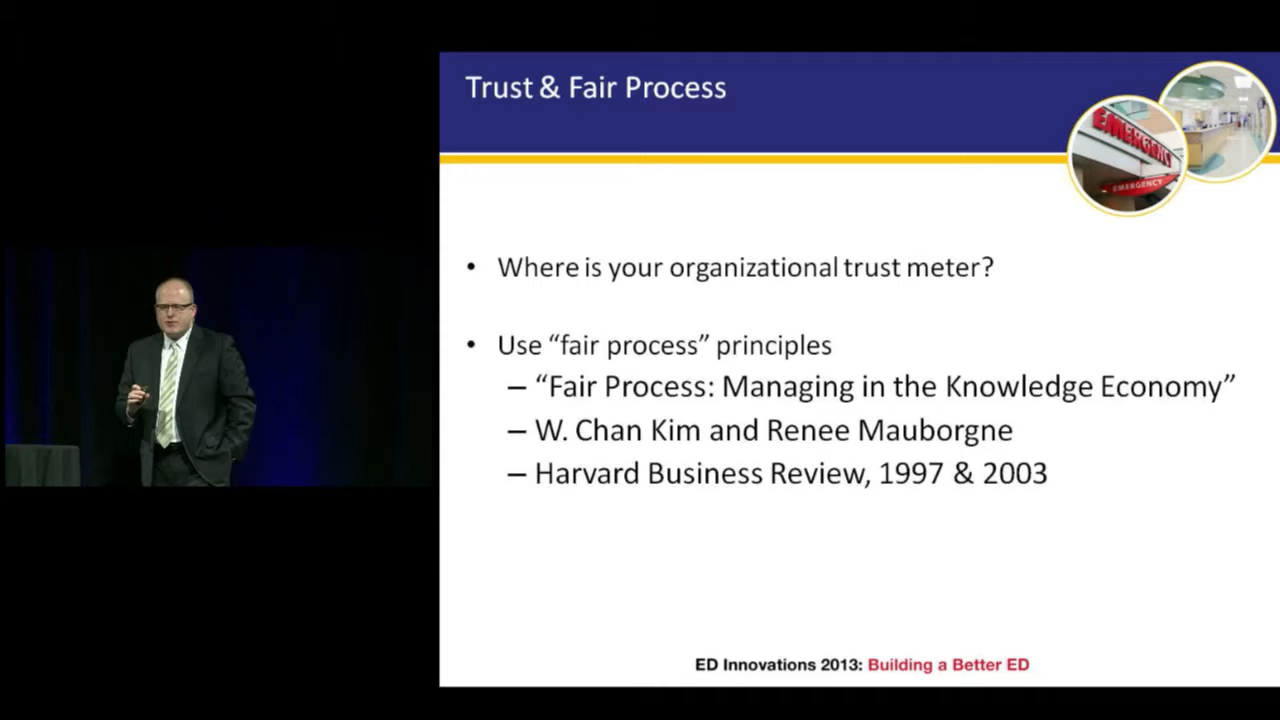 Trust & Fair Process
EMERGENCY
EMERGENCY
• Where is your organizational trust meter?
• Use “fair process” principles
– “Fair Process: Managing in the Knowledge Economy”
– W. Chan Kim and Renee Mauborgne
– Harvard Business Review, 1997 & 2003
ED Innovations 2013: Building a Better ED